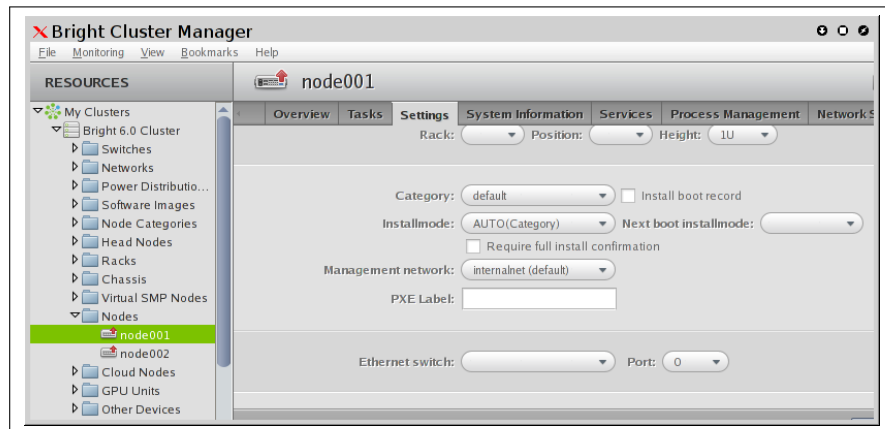 Bright Cluster Manager
File Monitoring View Bookmarks Help
RESOURCES
node001
My Clusters
Bright 6.0 Cluster
Switches
Networks
Power Distributio...
Software Images
Node Categories
Head Nodes
Racks
Chassis
Virtual SMP Nodes
Nodes
node001
node002
Cloud Nodes
GPU Units
Other Devices
Overview Tasks Settings System Information Services Process Management Network S
Rack: Position: Height: 1U
Category: default Install boot record
Installmode: AUTO(Category) Next boot installmode:
Require full install confirmation
Management network: internalnet (default)
PXE Label:
Ethernet switch: Port: 0